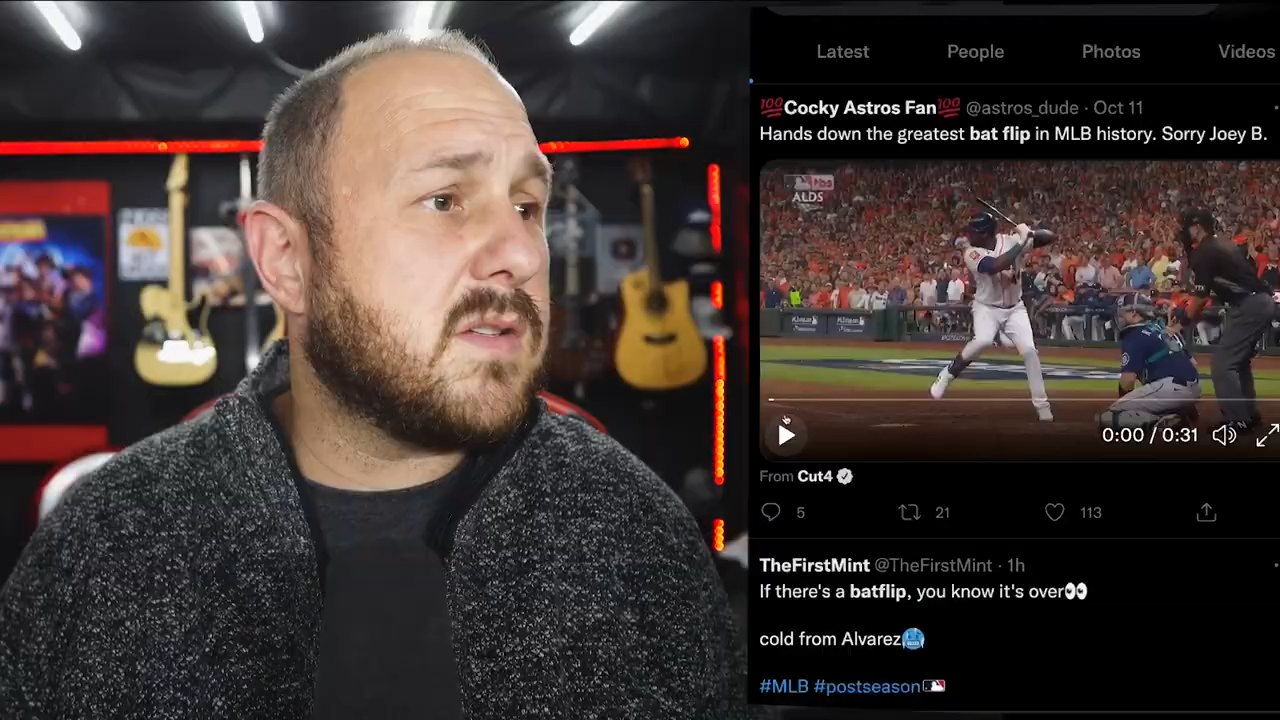 Latest People Photos Videos
💯Cocky Astros Fan💯 @astros_dude · Oct 11
Hands down the greatest bat flip in MLB history. Sorry Joey B.
ALDS
0:00 / 0:31
From Cut4
5 21 113
TheFirstMint @TheFirstMint · 1h
If there's a batflip, you know it's over👀
cold from Alvarez🥶
#MLB #postseason